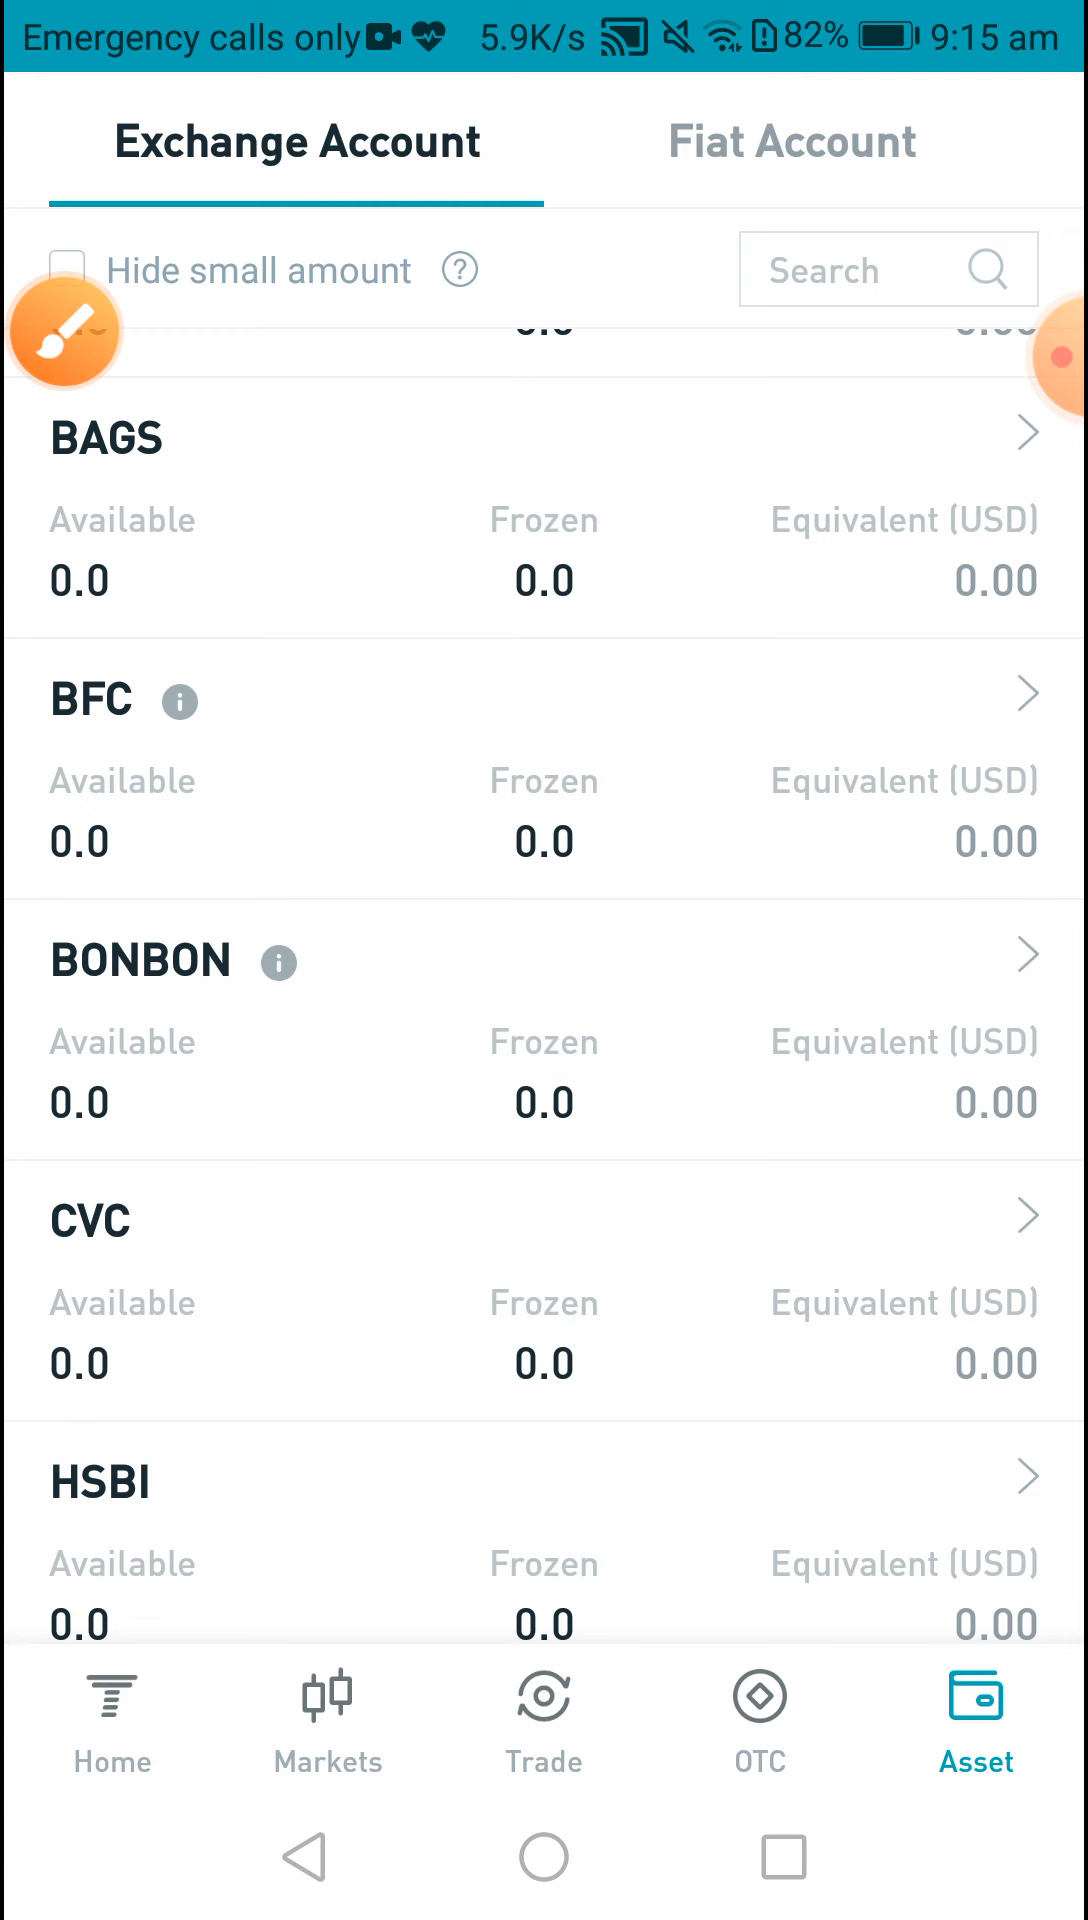 Emergency calls only 5.9K/s 82% 9:15 am
Exchange Account Fiat Account
Hide small amount ? Search
BAGS
Available Frozen Equivalent (USD)
0.0 0.0 0.00
BFC
Available Frozen Equivalent (USD)
0.0 0.0 0.00
BONBON
Available Frozen Equivalent (USD)
0.0 0.0 0.00
CVC
Available Frozen Equivalent (USD)
0.0 0.0 0.00
HSBI
Available Frozen Equivalent (USD)
0.0 0.0 0.00
Home Markets Trade OTC Asset